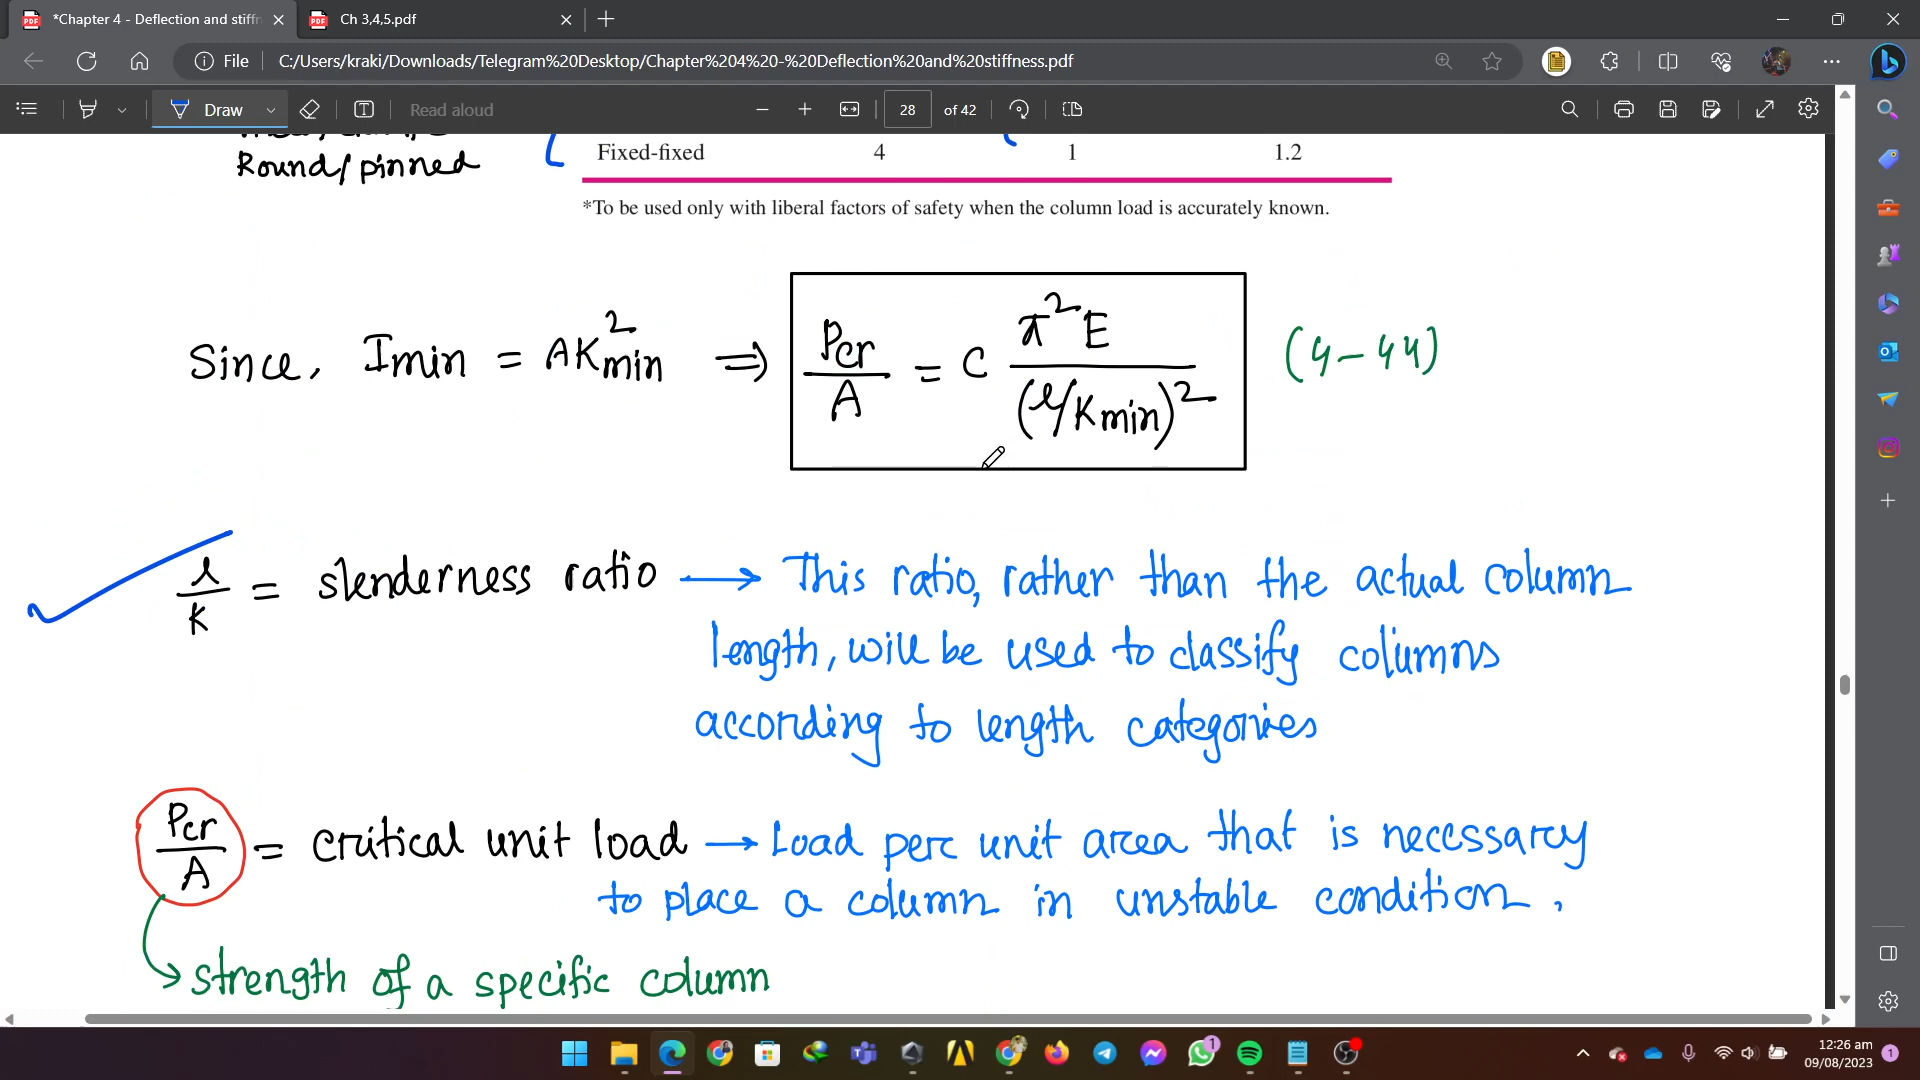 *Chapter 4 - Deflection and stiffn
Ch 3,4,5.pdf
File
C:/Users/kraki/Downloads/Telegram%20Desktop/Chapter%204%20-%20Deflection%20and%20stiffness.pdf
Draw
Read aloud
28 of 42
Round/pinned
Fixed-fixed 4 1 1.2
*To be used only with liberal factors of safety when the column load is accurately known.
Since, Imin = AK²min ⇒ Pcr/A = C π²E/(l/Kmin)² (4-44)
l/K = slenderness ratio → This ratio, rather than the actual column
length, will be used to classify columns
according to length categories
Pcr/A = critical unit load → Load per unit area that is necessary
to place a column in unstable condition.
strength of a specific column
12:26 am
09/08/2023
1
1